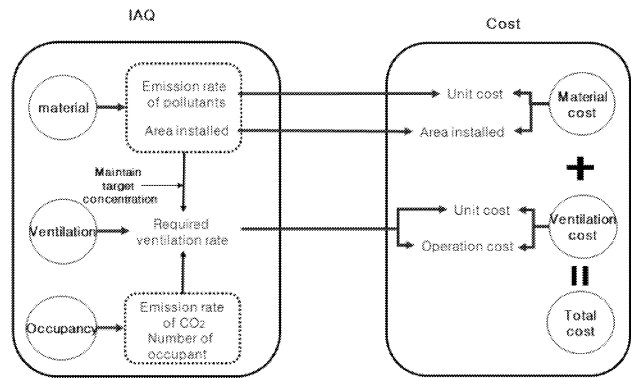 IAQ
Cost
material
Emission rate
of pollutants
Area installed
Maintain
target
concentration
Ventilation
Required
ventilation rate
Occupancy
Emission rate
of CO2
Number of
occupant
Unit cost
Area installed
Material
cost
+
Unit cost
Operation cost
Ventilation
cost
=
Total
cost